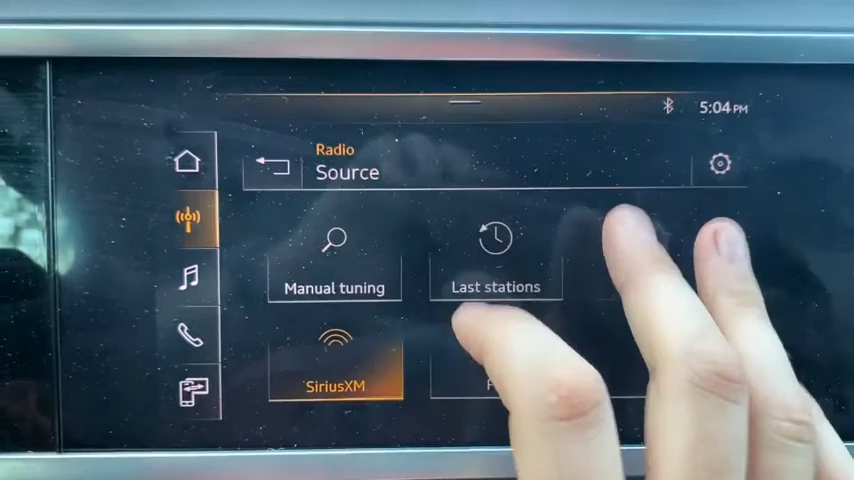 5:04 PM
Radio
Source
Manual tuning
Last stations
SiriusXM